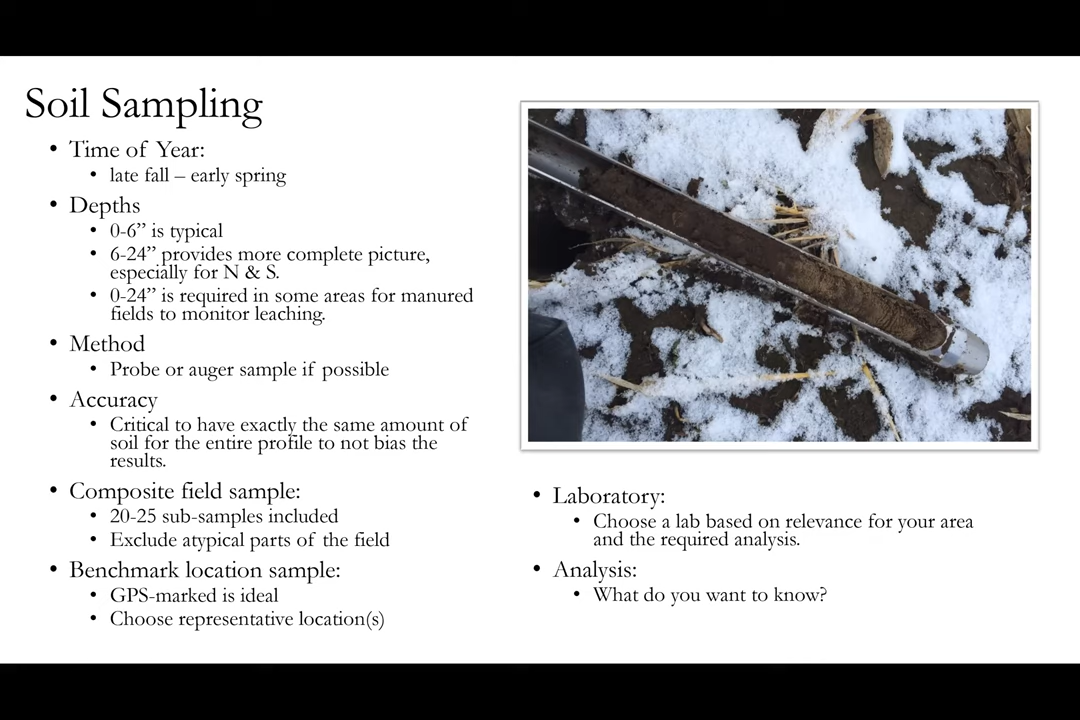 Soil Sampling
• Time of Year:
• late fall – early spring
• Depths
• 0-6” is typical
• 6-24” provides more complete picture,
especially for N & S.
• 0-24” is required in some areas for manured
fields to monitor leaching.
• Method
• Probe or auger sample if possible
• Accuracy
• Critical to have exactly the same amount of
soil for the entire profile to not bias the
results.
• Composite field sample:
• 20-25 sub-samples included
• Exclude atypical parts of the field
• Benchmark location sample:
• GPS-marked is ideal
• Choose representative location(s)
• Laboratory:
• Choose a lab based on relevance for your area
and the required analysis.
• Analysis:
• What do you want to know?